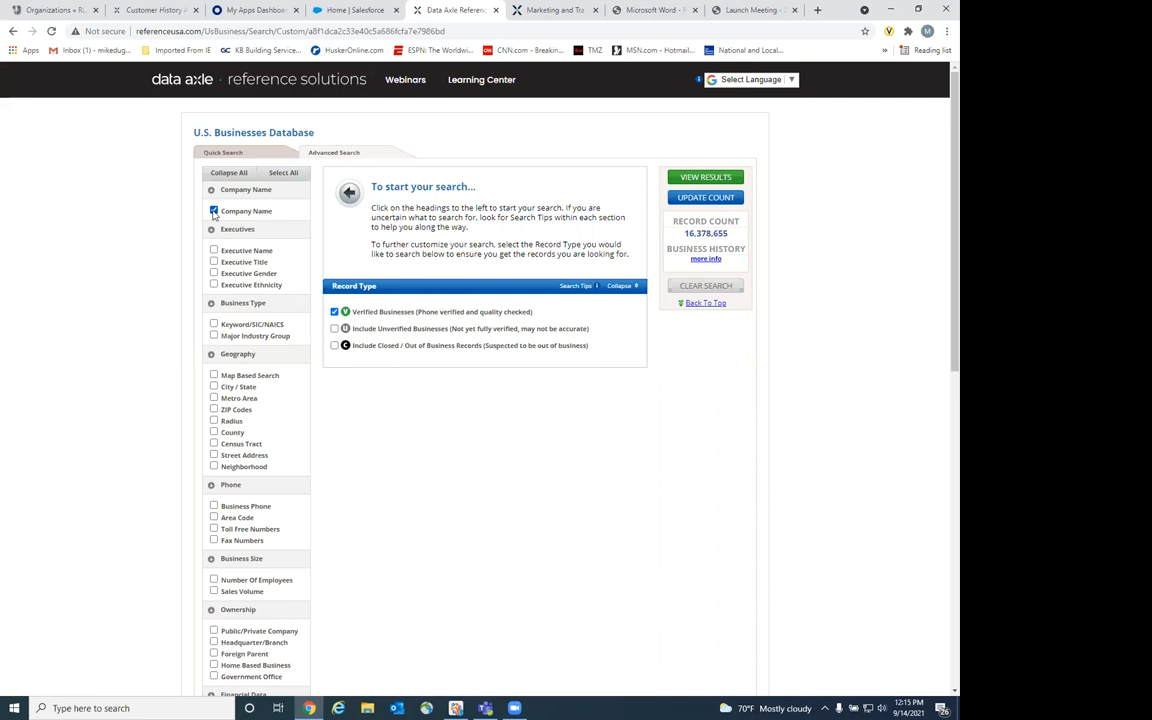 Organizations » Rl
Customer History P
My Apps Dashboard
Home | Salesforce
Data Axle Referenc
Marketing and Tra
Microsoft Word - R
Launch Meeting - Z
Not secure | referenceusa.com/UsBusiness/Search/Custom/a8f1dca2c33e40c5af6868fcfa7e7986bd
Apps
Inbox (1) - mikedug...
Imported From IE
KB Building Service...
HuskerOnline.com
ESPN: The Worldwi...
CNN.com - Breakin...
TMZ
MSN.com - Hotmail...
National and Local...
»
Reading list
data axle reference solutions
Webinars
Learning Center
Select Language
U.S. Businesses Database
Quick Search
Advanced Search
Collapse All
Select All
Company Name
Company Name
Executives
Executive Name
Executive Title
Executive Gender
Executive Ethnicity
Business Type
Keyword/SIC/NAICS
Major Industry Group
Geography
Map Based Search
City / State
Metro Area
ZIP Codes
Radius
County
Census Tract
Street Address
Neighborhood
Phone
Business Phone
Area Code
Toll Free Numbers
Fax Numbers
Business Size
Number Of Employees
Sales Volume
Ownership
Public/Private Company
Headquarter/Branch
Foreign Parent
Home Based Business
Government Office
Financial Data
To start your search...
Click on the headings to the left to start your search. If you are
uncertain what to search for, look for Search Tips within each section
to help you along the way.
To further customize your search, select the Record Type you would
like to search below to ensure you get the records you are looking for.
Record Type
Search Tips
Collapse
V Verified Businesses (Phone verified and quality checked)
U Include Unverified Businesses (Not yet fully verified, may not be accurate)
C Include Closed / Out of Business Records (Suspected to be out of business)
VIEW RESULTS
UPDATE COUNT
RECORD COUNT
16,378,655
BUSINESS HISTORY
more info
CLEAR SEARCH
Back To Top
Type here to search
70°F Mostly cloudy
12:15 PM
9/14/2021
26